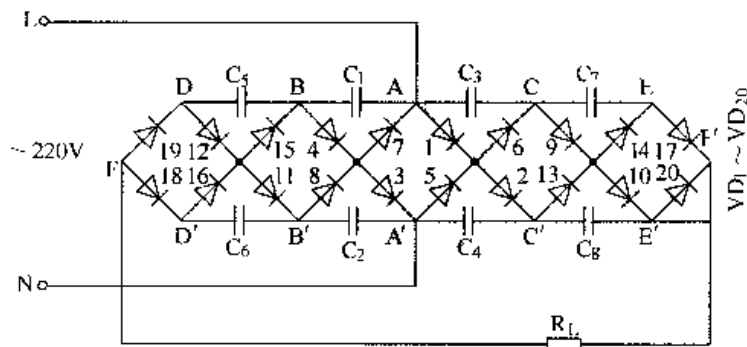 L
D C5 B C1 A C3 C C7 E
~ 220V
F 19 12 15 4 7 1 6 9 14 17 F'
18 16 11 8 3 5 2 13 10 20
D' C6 B' C2 A' C4 C' C8 E'
N
RL
VD1 ~ VD20